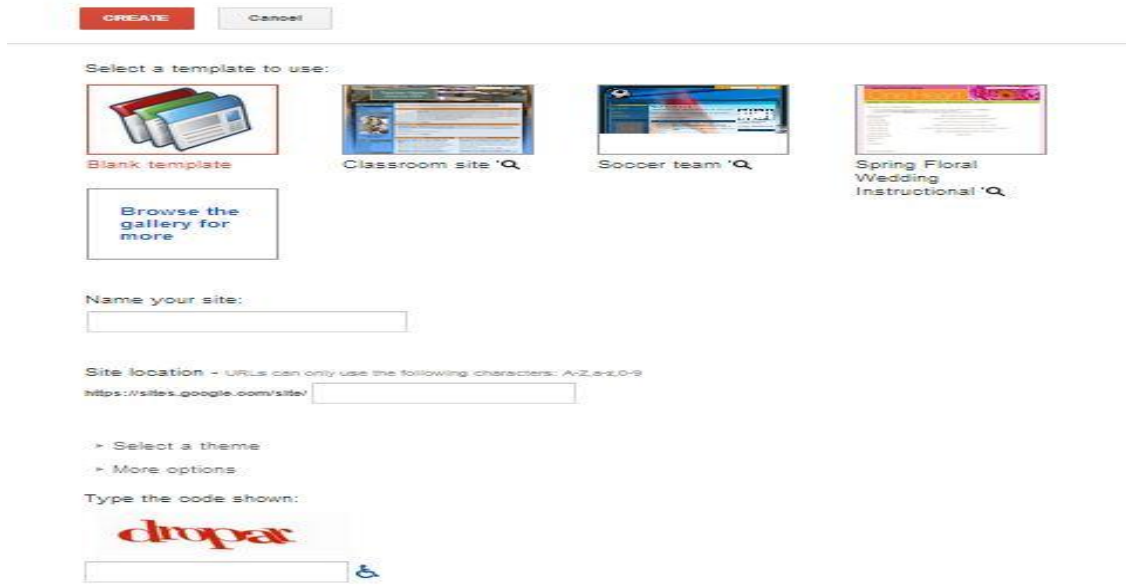 CREATE Cancel
Select a template to use:
Blank template
Classroom site
Soccer team
Spring Floral
Wedding
Instructional
Browse the
gallery for
more
Name your site:
Site location - URLs can only use the following characters: A-Z,a-z,0-9
https://sites.google.com/site/
Select a theme
More options
Type the code shown:
dropar